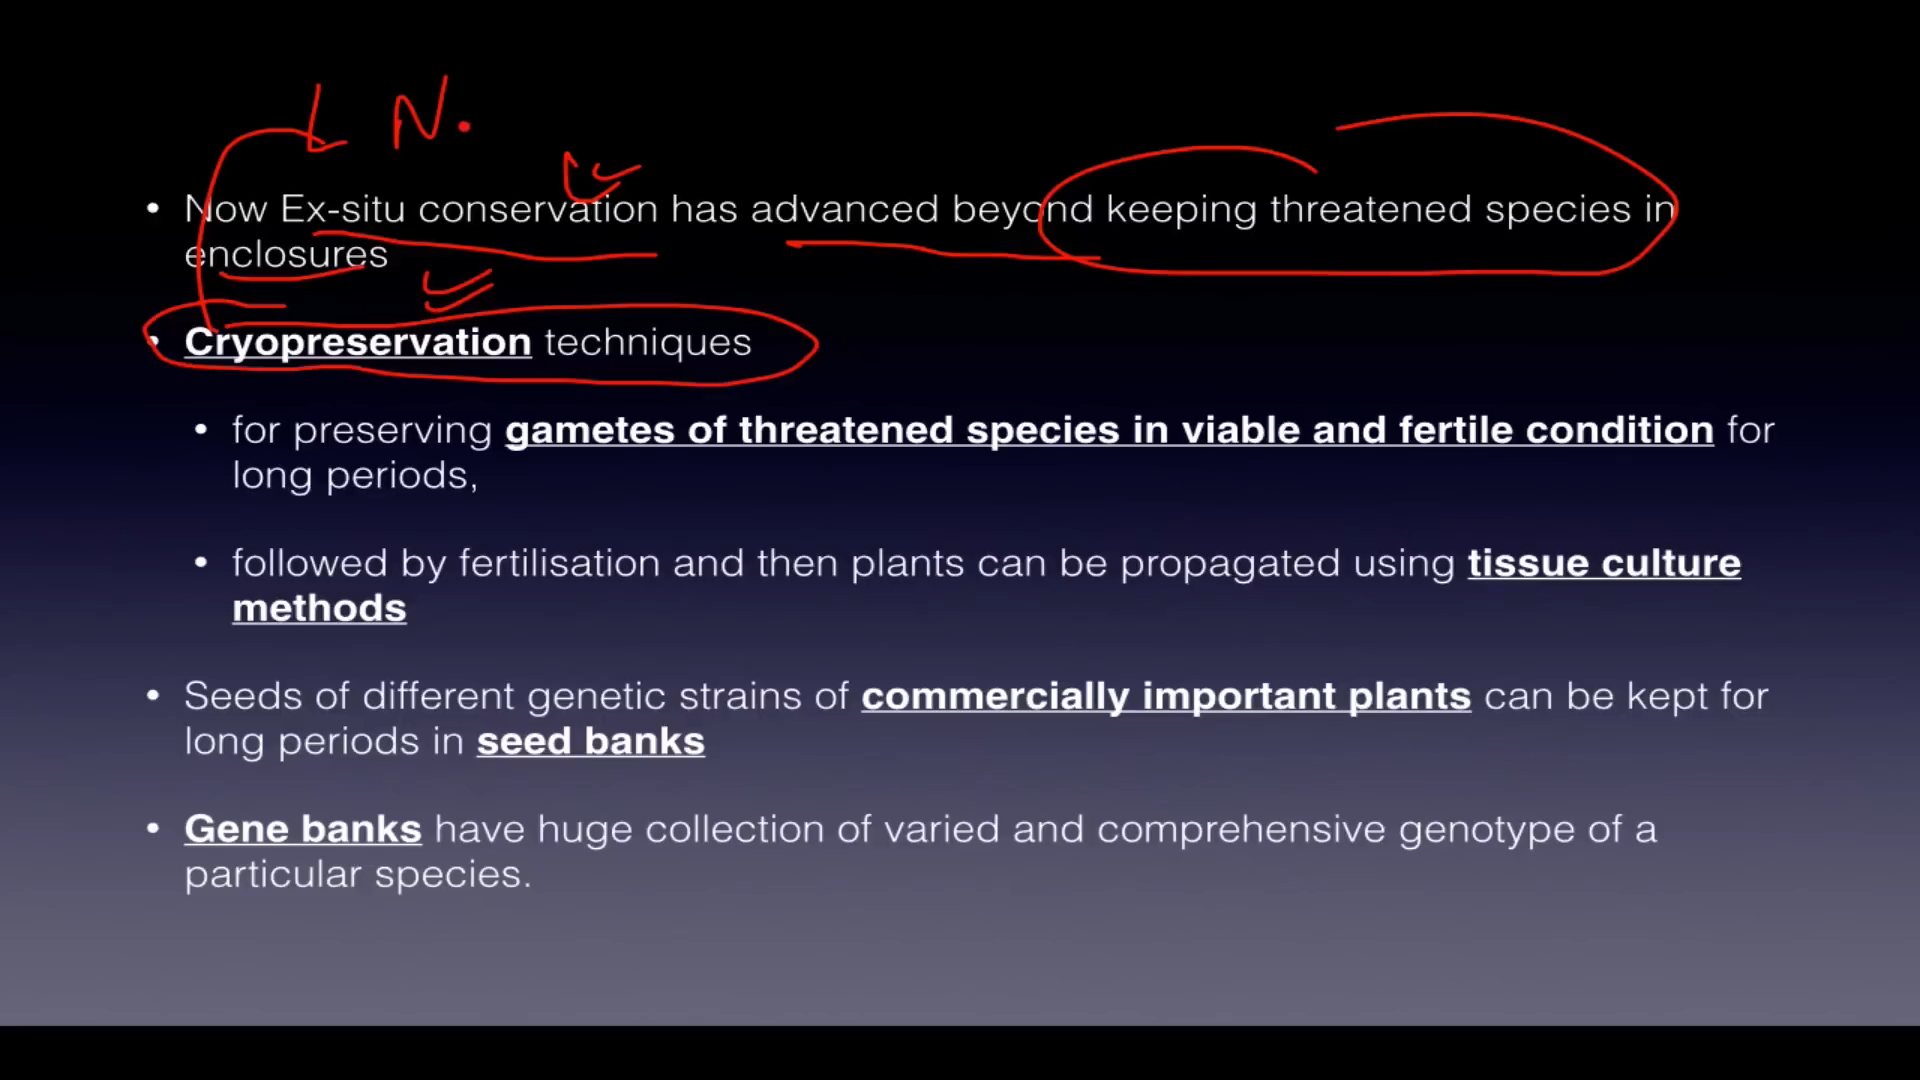 L N.
• Now Ex-situ conservation has advanced beyond keeping threatened species in
enclosures
• Cryopreservation techniques
• for preserving gametes of threatened species in viable and fertile condition for
long periods,
• followed by fertilisation and then plants can be propagated using tissue culture
methods
• Seeds of different genetic strains of commercially important plants can be kept for
long periods in seed banks
• Gene banks have huge collection of varied and comprehensive genotype of a
particular species.